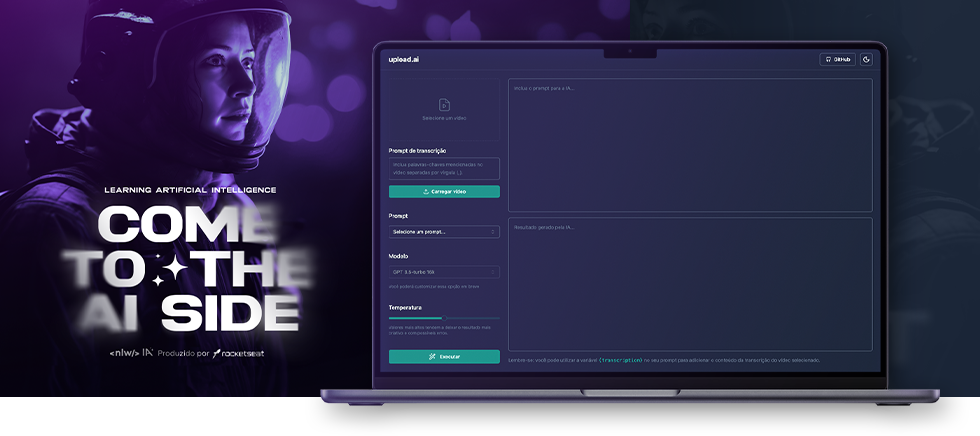 LEARNING ARTIFICIAL INTELLIGENCE
COME
TO THE
AI SIDE
<nlw/> IA Produzido por rocketseat
upload.ai
GitHub
Selecione um vídeo
Prompt de transcrição
Inclua palavras-chave mencionadas no
vídeo separadas por vírgula (,)
Carregar vídeo
Prompt
Selecione um prompt...
Modelo
GPT 3.5-turbo 16k
Você poderá customizar essa opção em breve
Temperatura
Valores mais altos tendem a deixar o resultado mais
criativo e com possíveis erros.
Executar
Inclua o prompt para a IA...
Resultado gerado pela IA...
Lembre-se: você pode utilizar a variável {transcription} no seu prompt para adicionar o conteúdo da transcrição do vídeo selecionado.